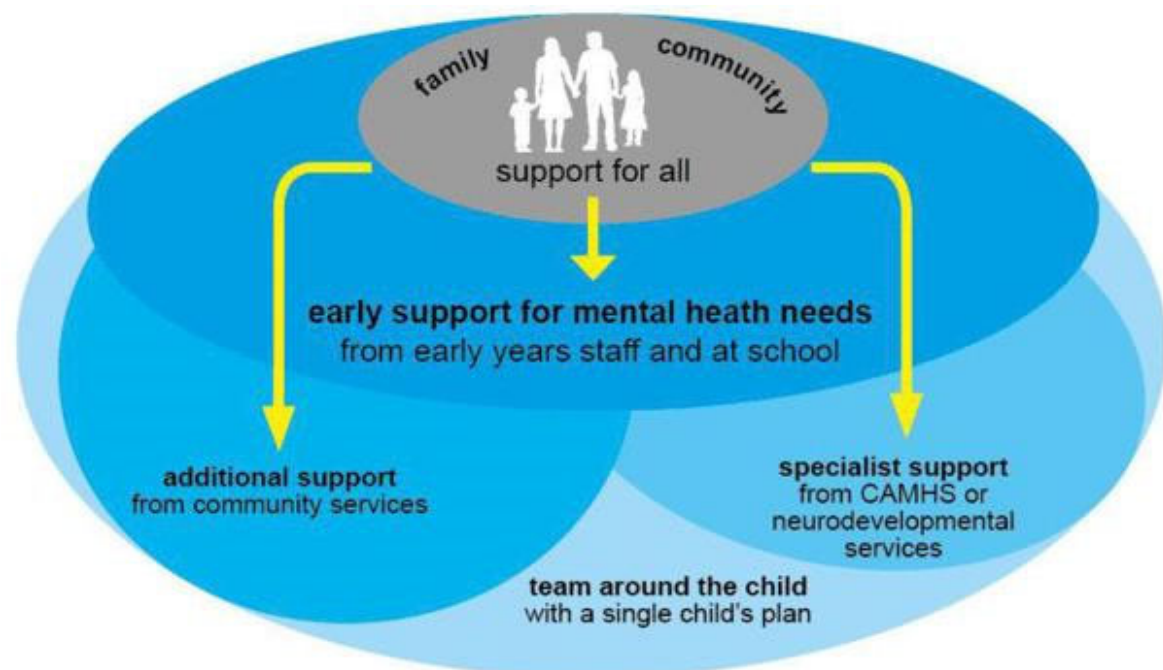 family
community
support for all
early support for mental heath needs
from early years staff and at school
additional support
from community services
specialist support
from CAMHS or
neurodevelopmental
services
team around the child
with a single child's plan